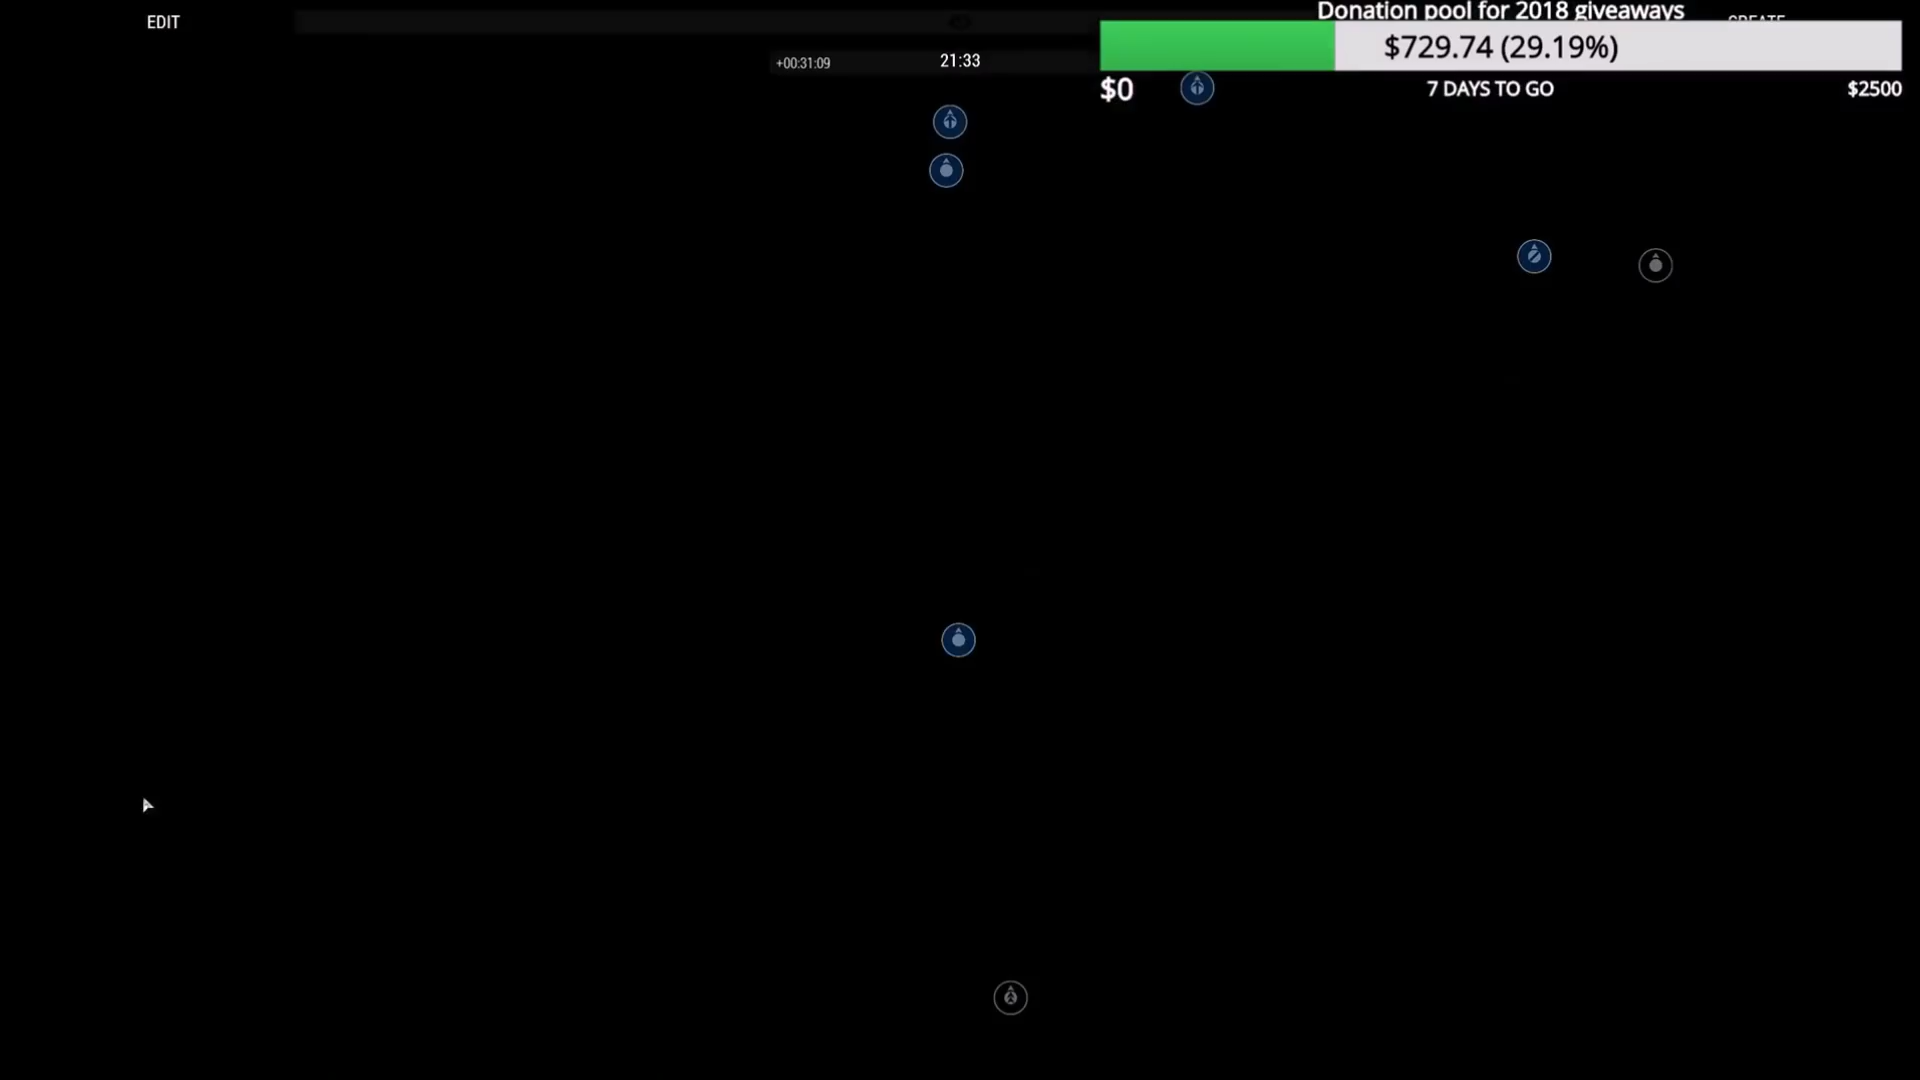 EDIT
Donation pool for 2018 giveaways
CREATE
$729.74 (29.19%)
+00:31:09
21:33
$0
7 DAYS TO GO
$2500